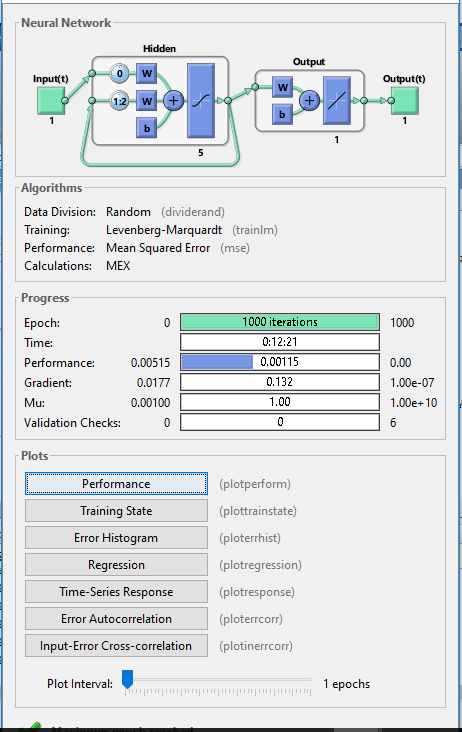 Neural Network
Hidden
Output
Input(t)
0
W
W
Output(t)
1:2
W
+
+
b
b
1
5
1
1
Algorithms
Data Division: Random (dividerand)
Training: Levenberg-Marquardt (trainlm)
Performance: Mean Squared Error (mse)
Calculations: MEX
Progress
Epoch: 0 1000 iterations 1000
Time: 0:12:21
Performance: 0.00515 0.00115 0.00
Gradient: 0.0177 0.132 1.00e-07
Mu: 0.00100 1.00 1.00e+10
Validation Checks: 0 0 6
Plots
Performance (plotperform)
Training State (plottrainstate)
Error Histogram (ploterrhist)
Regression (plotregression)
Time-Series Response (plotresponse)
Error Autocorrelation (ploterrcorr)
Input-Error Cross-correlation (plotinerrcorr)
Plot Interval: 1 epochs